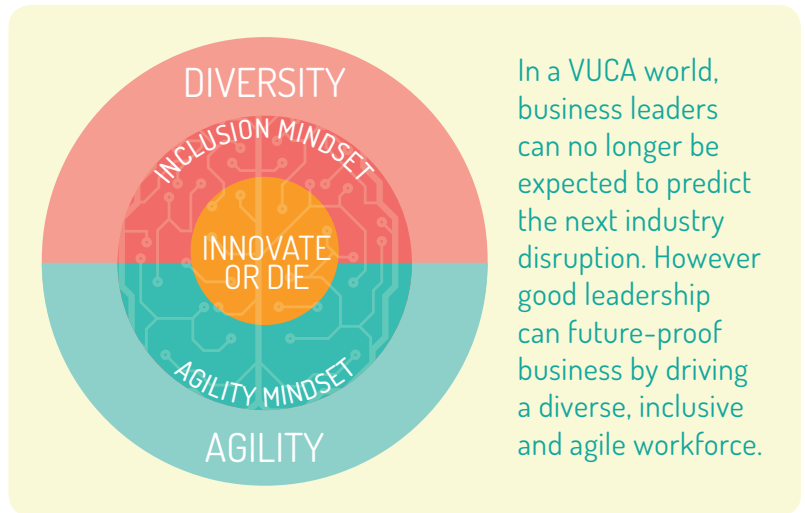 DIVERSITY
INCLUSION MINDSET
INNOVATE
OR DIE
AGILITY MINDSET
AGILITY
In a VUCA world,
business leaders
can no longer be
expected to predict
the next industry
disruption. However
good leadership
can future-proof
business by driving
a diverse, inclusive
and agile workforce.